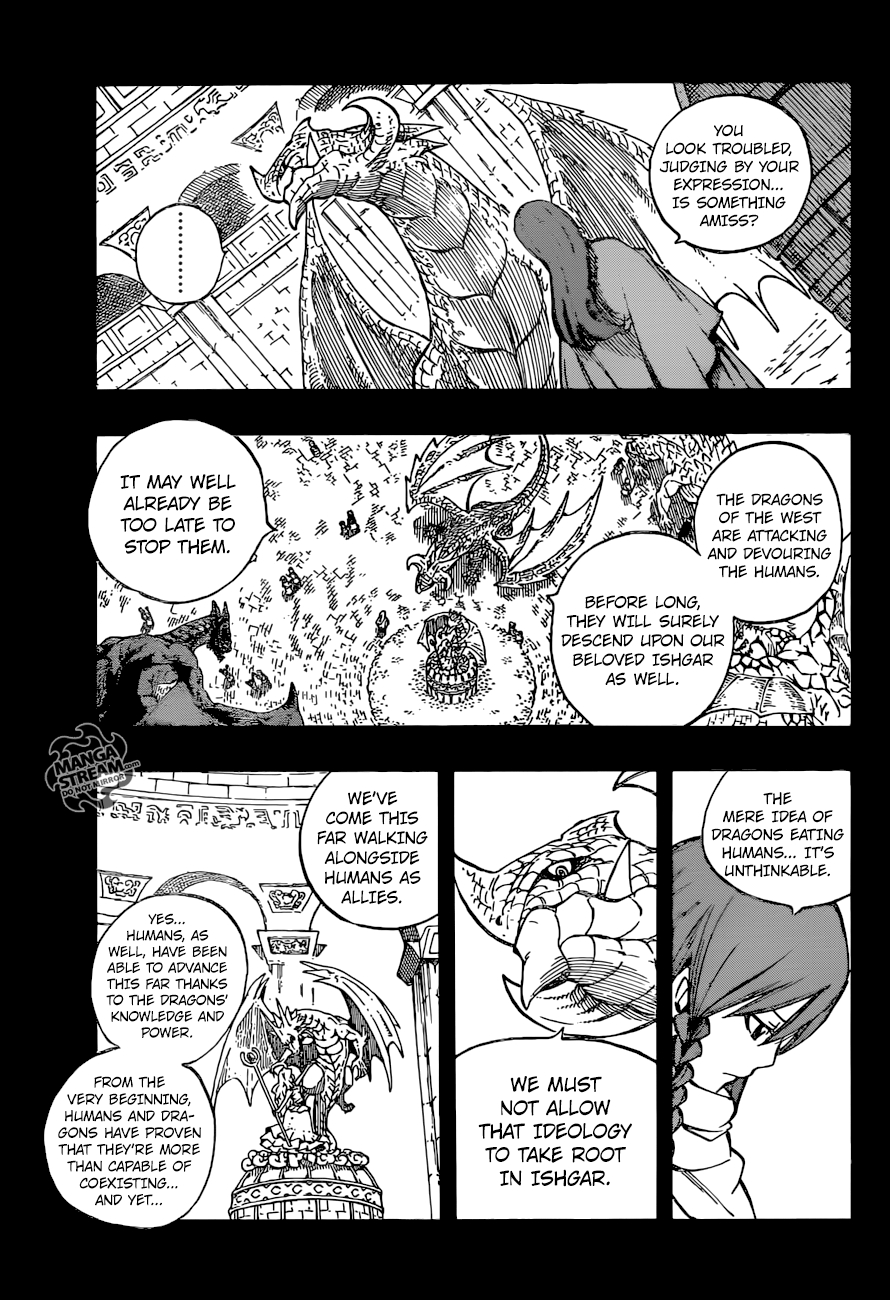 YOU
LOOK TROUBLED,
JUDGING BY YOUR
EXPRESSION...
IS SOMETHING
AMISS?
.........
THE DRAGONS
OF THE WEST
ARE ATTACKING
AND DEVOURING
THE HUMANS.
BEFORE LONG,
THEY WILL SURELY
DESCEND UPON OUR
BELOVED ISHGAR
AS WELL.
IT MAY WELL
ALREADY BE
TOO LATE TO
STOP THEM.
THE
MERE IDEA OF
DRAGONS EATING
HUMANS... IT'S
UNTHINKABLE.
WE MUST
NOT ALLOW
THAT IDEOLOGY
TO TAKE ROOT
IN ISHGAR.
WE'VE
COME THIS
FAR WALKING
ALONGSIDE
HUMANS AS
ALLIES.
YES...
HUMANS, AS
WELL, HAVE BEEN
ABLE TO ADVANCE
THIS FAR THANKS
TO THE DRAGONS'
KNOWLEDGE AND
POWER.
FROM THE
VERY BEGINNING,
HUMANS AND DRA-
GONS HAVE PROVEN
THAT THEY'RE MORE
THAN CAPABLE OF
COEXISTING...
AND YET...
MANGA
STREAM.COM
DO NOT MIRROR